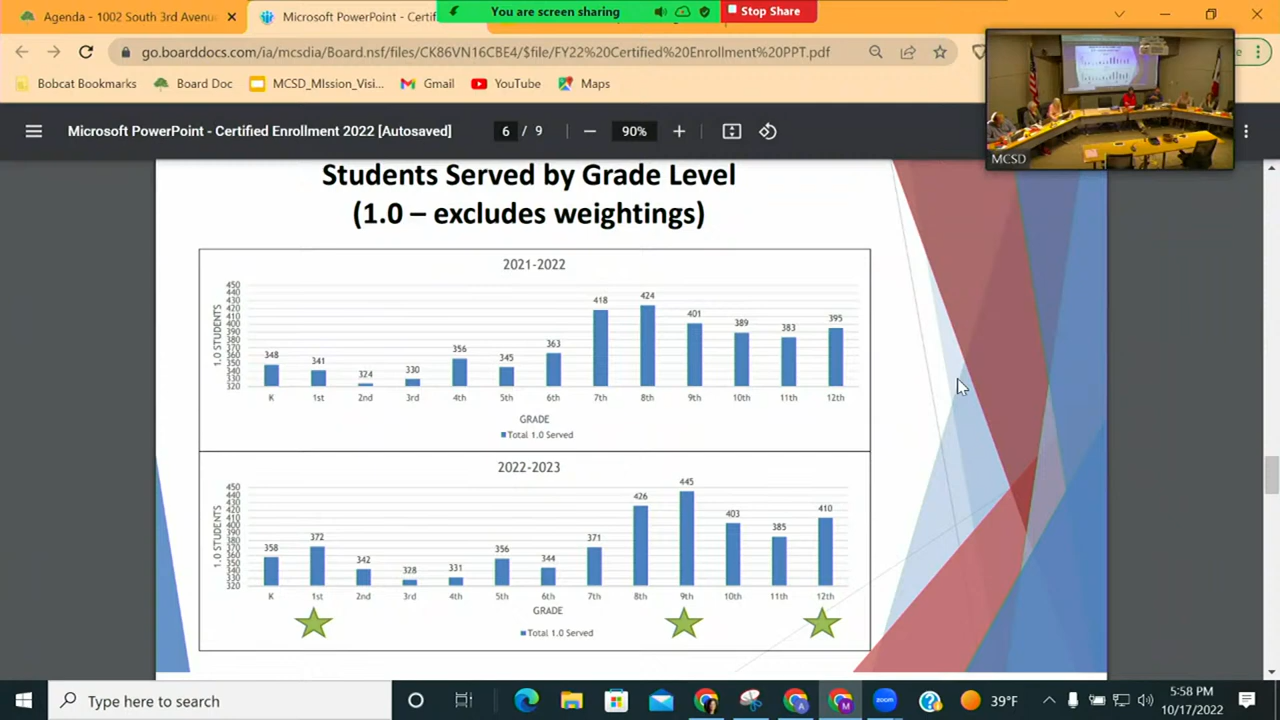 Agenda - 1002 South 3rd Avenu
Microsoft PowerPoint - Certif
You are screen sharing
Stop Share
go.boarddocs.com/ia/mcsdia/Board.nsf/files/CKK6VN16CBE4/$file/FY22%20Certified%20Enrollment%20PPT.pdf
Bobcat Bookmarks
Board Doc
MCSD_MIssion_Visi...
Gmail
YouTube
Maps
MCSD
Microsoft PowerPoint - Certified Enrollment 2022 [Autosaved]
6 / 9
90%
Students Served by Grade Level
(1.0 – excludes weightings)
2021-2022
1.0 STUDENTS
450
440
430
420
410
400
390
380
370
360
350
340
330
320
348 341 324 330 356 345 363 418 424 401 389 383 395
K 1st 2nd 3rd 4th 5th 6th 7th 8th 9th 10th 11th 12th
GRADE
Total 1.0 Served
2022-2023
1.0 STUDENTS
450
440
430
420
410
400
390
380
370
360
350
340
330
320
358 372 342 328 331 356 344 371 426 445 403 385 410
K 1st 2nd 3rd 4th 5th 6th 7th 8th 9th 10th 11th 12th
GRADE
Total 1.0 Served
Type here to search
zoom
39°F
5:58 PM
10/17/2022